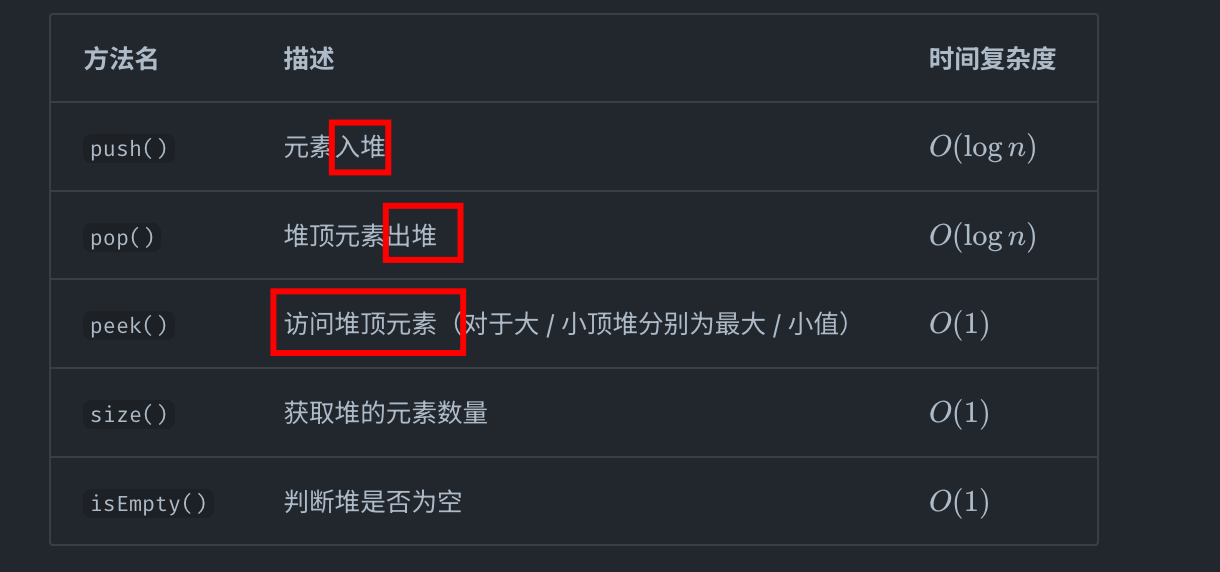 方法名 描述 时间复杂度
push() 元素入堆 O(log n)
pop() 堆顶元素出堆 O(log n)
peek() 访问堆顶元素（对于大 / 小顶堆分别为最大 / 小值） O(1)
size() 获取堆的元素数量 O(1)
isEmpty() 判断堆是否为空 O(1)